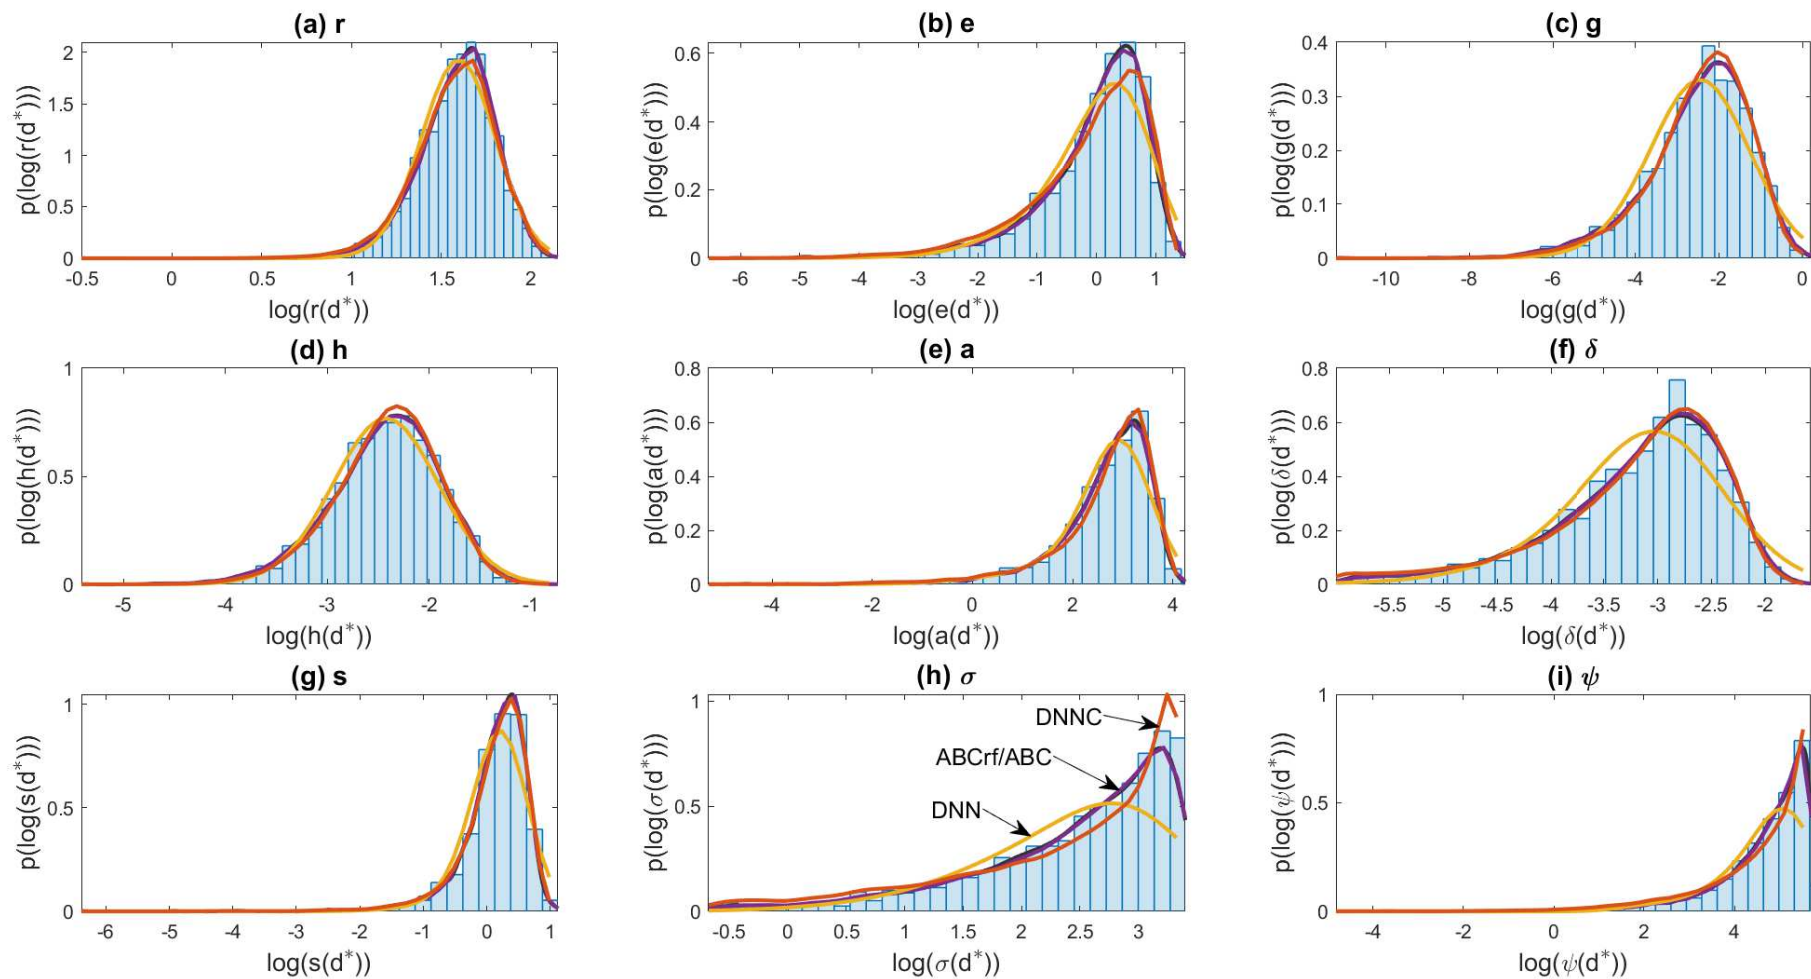 (a) r
2
1.5
1
0.5
0
-0.5 0 0.5 1 1.5 2
p(log(r(d*)))
log(r(d*))
(b) e
0.6
0.4
0.2
0
-6 -5 -4 -3 -2 -1 0 1
p(log(e(d*)))
log(e(d*))
(c) g
0.4
0.3
0.2
0.1
0
-10 -8 -6 -4 -2 0
p(log(g(d*)))
log(g(d*))
(d) h
1
0.5
0
-5 -4 -3 -2 -1
p(log(h(d*)))
log(h(d*))
(e) a
0.8
0.6
0.4
0.2
0
-4 -2 0 2 4
p(log(a(d*)))
log(a(d*))
(f) δ
0.8
0.6
0.4
0.2
0
-5.5 -5 -4.5 -4 -3.5 -3 -2.5 -2
p(log(δ(d*)))
log(δ(d*))
(g) s
1
0.5
0
-6 -5 -4 -3 -2 -1 0 1
p(log(s(d*)))
log(s(d*))
(h) σ
1
0.5
0
-0.5 0 0.5 1 1.5 2 2.5 3
p(log(σ(d*)))
log(σ(d*))
DNNC
ABCrf/ABC
DNN
(i) ψ
1
0.5
0
-4 -2 0 2 4
p(log(ψ(d*)))
log(ψ(d*))